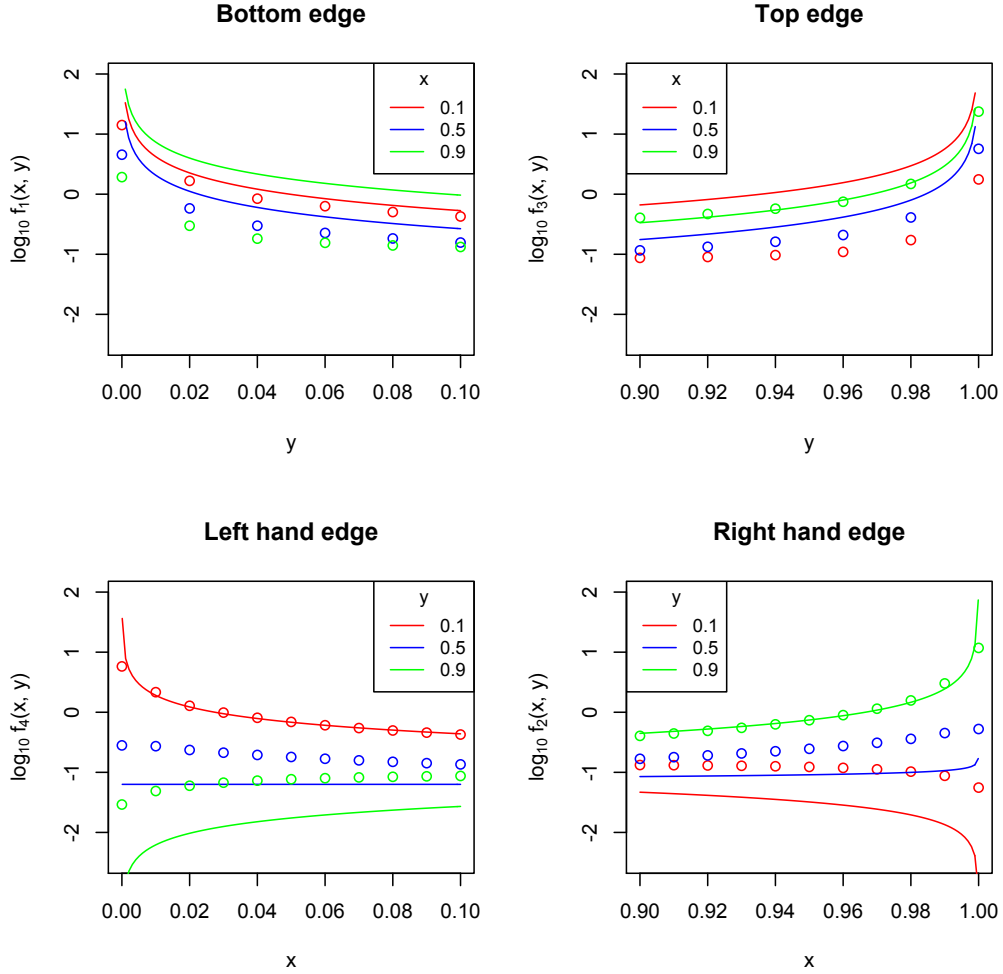 Bottom edge
log10 f1(x, y)
2
1
0
-1
-2
x
0.1
0.5
0.9
0.00 0.02 0.04 0.06 0.08 0.10
y
Top edge
log10 f3(x, y)
2
1
0
-1
-2
x
0.1
0.5
0.9
0.90 0.92 0.94 0.96 0.98 1.00
y
Left hand edge
log10 f4(x, y)
2
1
0
-1
-2
y
0.1
0.5
0.9
0.00 0.02 0.04 0.06 0.08 0.10
x
Right hand edge
log10 f2(x, y)
2
1
0
-1
-2
y
0.1
0.5
0.9
0.90 0.92 0.94 0.96 0.98 1.00
x